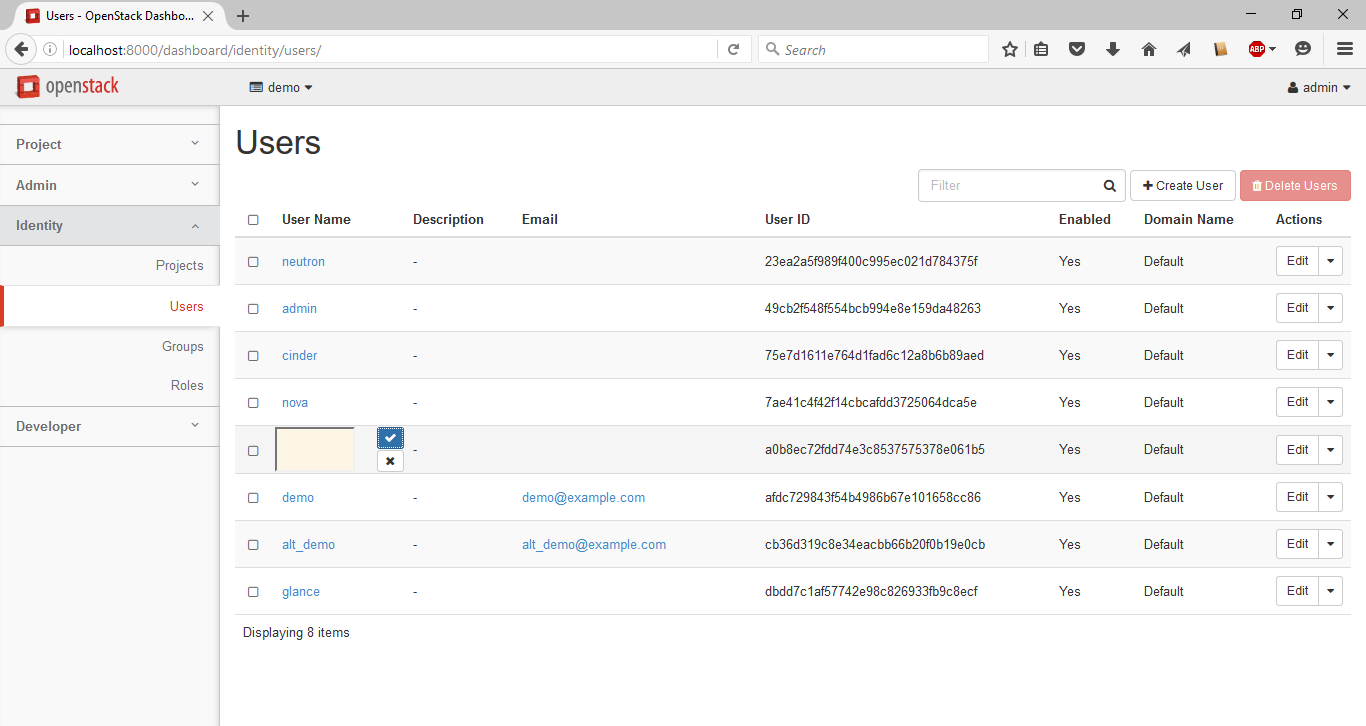 Users - OpenStack Dashbo...
localhost:8000/dashboard/identity/users/
Search
ABP
openstack
demo
admin
Project
Admin
Identity
Projects
Users
Groups
Roles
Developer
Users
Filter
Create User
Delete Users
User Name Description Email User ID Enabled Domain Name Actions
neutron - 23ea2a5f989f400c995ec021d784375f Yes Default Edit
admin - 49cb2f548f554bcb994e8e159da48263 Yes Default Edit
cinder - 75e7d1611e764d1fad6c12a8b6b89aed Yes Default Edit
nova - 7ae41c4f42f14cbcafdd3725064dca5e Yes Default Edit
- a0b8ec72fdd74e3c8537575378e061b5 Yes Default Edit
demo - demo@example.com afdc729843f54b4986b67e101658cc86 Yes Default Edit
alt_demo - alt_demo@example.com cb36d319c8e34eacbb66b20f0b19e0cb Yes Default Edit
glance - dbdd7c1af57742e98c826933fb9c8ecf Yes Default Edit
Displaying 8 items